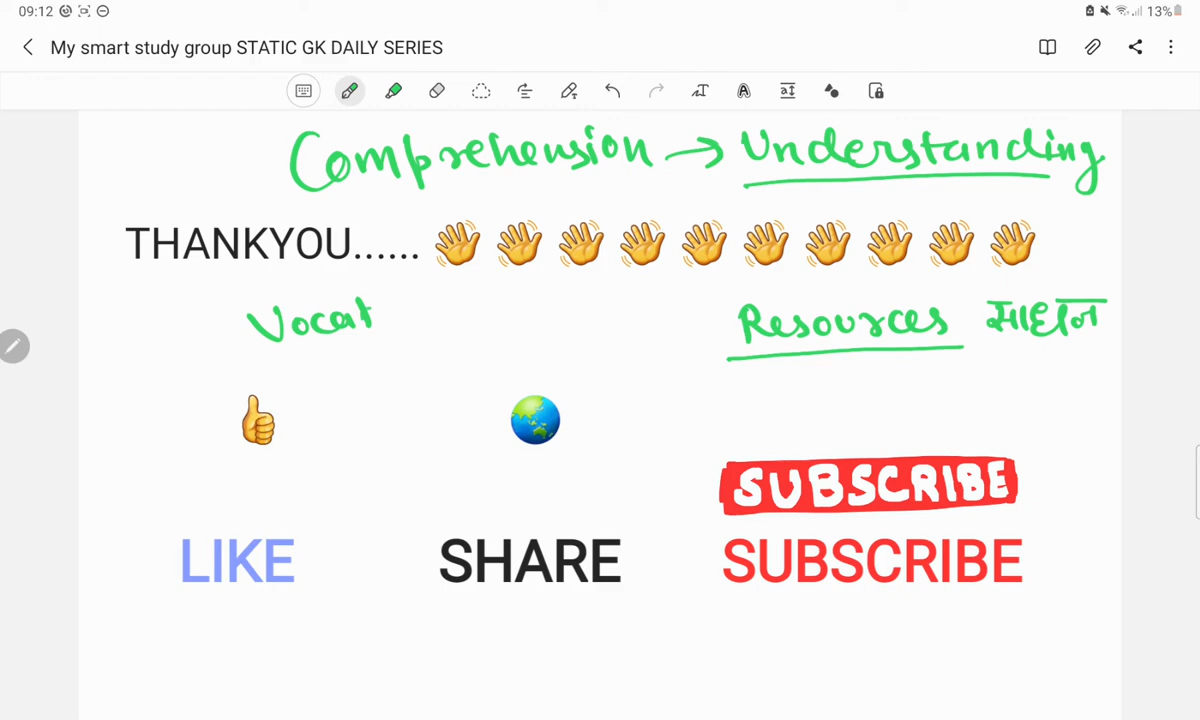 09:12 13%
My smart study group STATIC GK DAILY SERIES
Comprehension → Understanding
THANKYOU......
Vocat Resources साधन
SUBSCRIBE
LIKE SHARE SUBSCRIBE